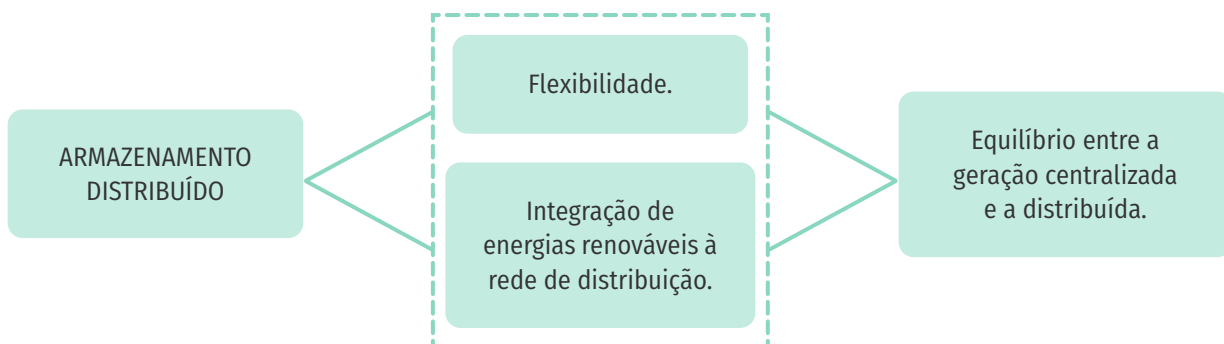 ARMAZENAMENTO
DISTRIBUÍDO
Flexibilidade.
Integração de
energias renováveis à
rede de distribuição.
Equilíbrio entre a
geração centralizada
e a distribuída.